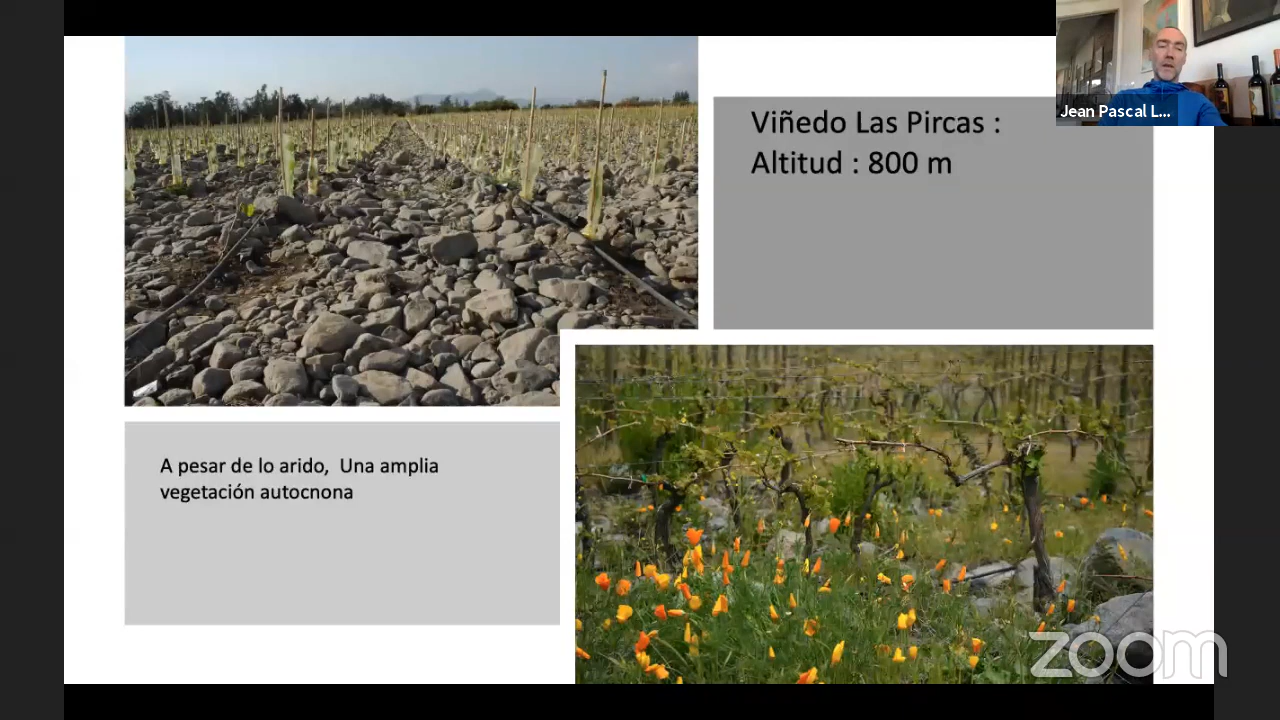 Jean Pascal L...
Viñedo Las Pircas :
Altitud : 800 m
A pesar de lo arido,  Una amplia
vegetación autocnona
zoom